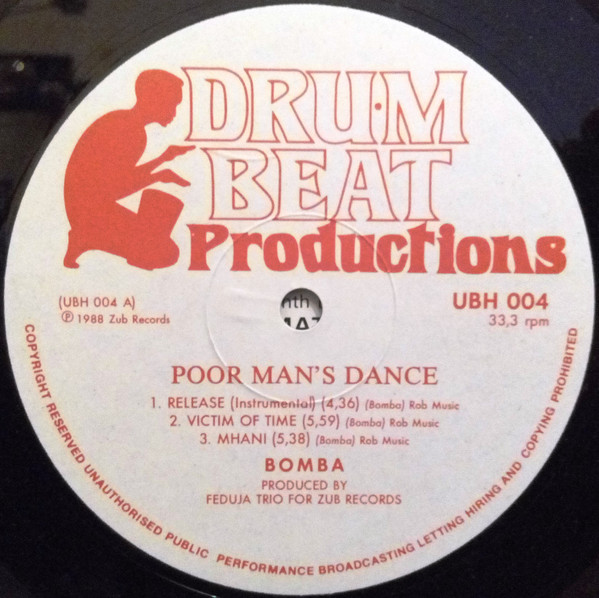 DRUM
BEAT
Productions
(UBH 004 A)
℗ 1988 Zub Records
UBH 004
33,3 rpm
POOR MAN'S DANCE
1. RELEASE (Instrumental) (4,36) (Bomba) Rob Music
2. VICTIM OF TIME (5,59) (Bomba) Rob Music
3. MHANI (5,38) (Bomba) Rob Music
BOMBA
PRODUCED BY
FEDUJA TRIO FOR ZUB RECORDS
COPYRIGHT RESERVED UNAUTHORISED PUBLIC PERFORMANCE BROADCASTING LETTING HIRING AND COPYING PROHIBITED